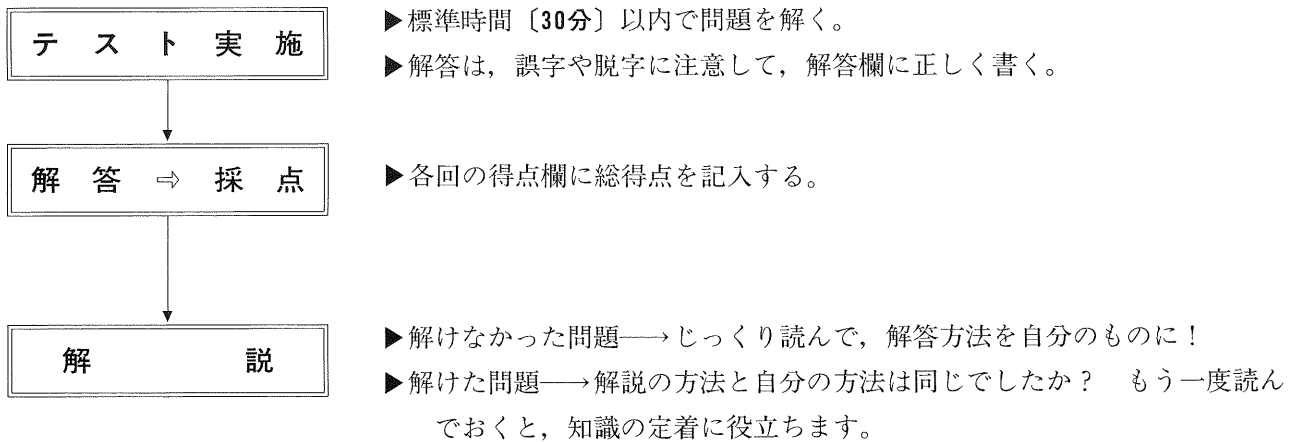 テスト実施
▶標準時間〔30分〕以内で問題を解く。
▶解答は，誤字や脱字に注意して，解答欄に正しく書く。
解答⇨採点
▶各回の得点欄に総得点を記入する。
解説
▶解けなかった問題→じっくり読んで，解答方法を自分のものに！
▶解けた問題→解説の方法と自分の方法は同じでしたか？　もう一度読ん
でおくと，知識の定着に役立ちます。